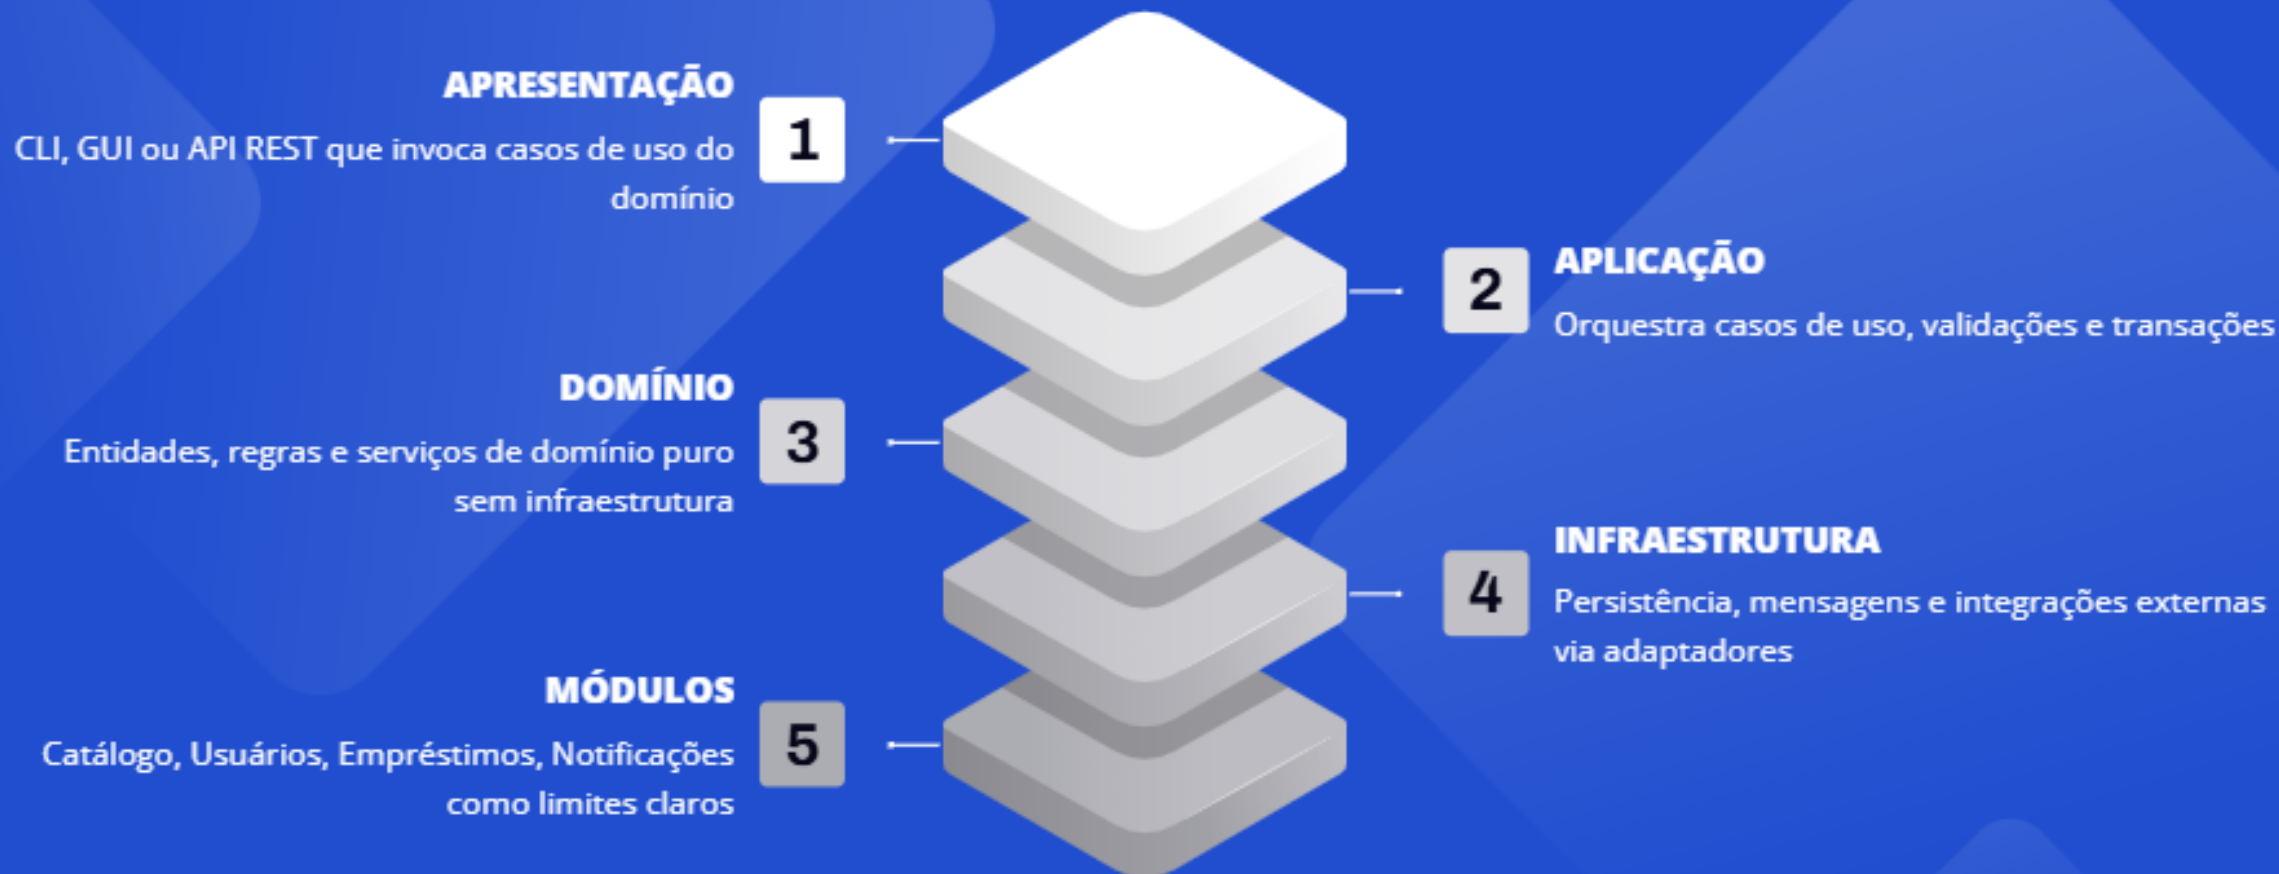 APRESENTAÇÃO
1
CLI, GUI ou API REST que invoca casos de uso do
domínio
APLICAÇÃO
2
Orquestra casos de uso, validações e transações
DOMÍNIO
3
Entidades, regras e serviços de domínio puro
sem infraestrutura
INFRAESTRUTURA
4
Persistência, mensagens e integrações externas
via adaptadores
MÓDULOS
5
Catálogo, Usuários, Empréstimos, Notificações
como limites claros